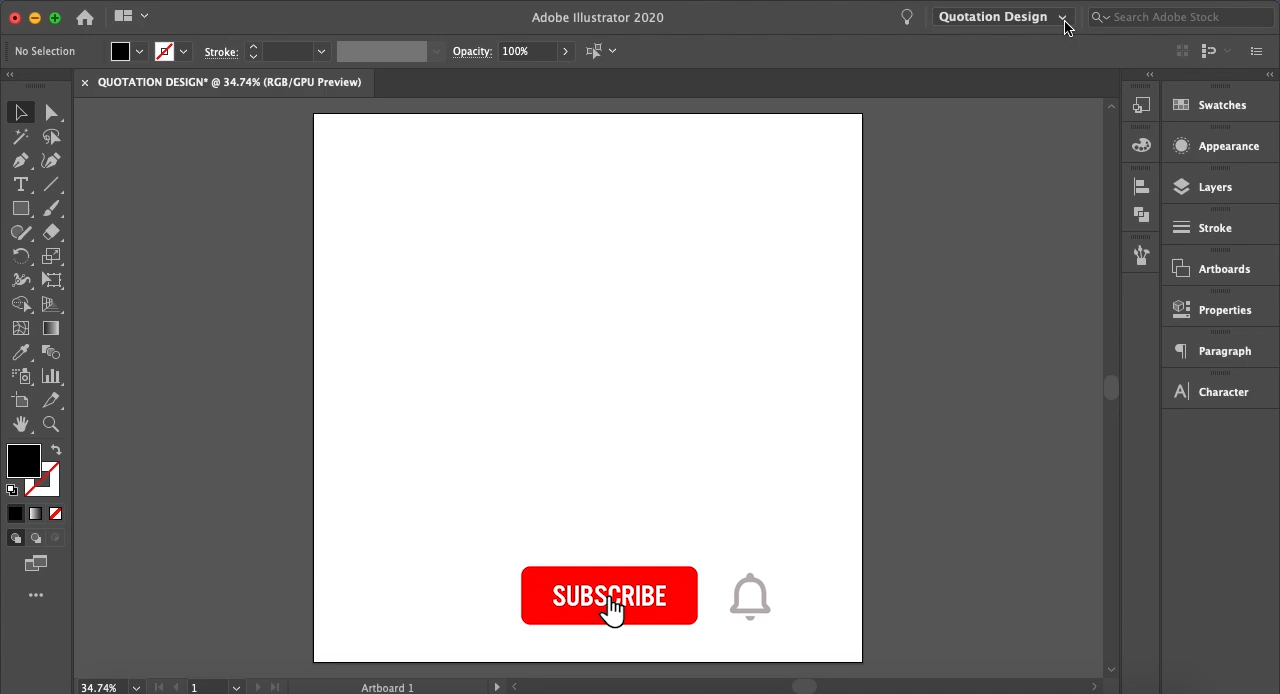 Adobe Illustrator 2020
Quotation Design
Search Adobe Stock
No Selection
Stroke:
Opacity:
100%
QUOTATION DESIGN* @ 34.74% (RGB/GPU Preview)
Swatches
Appearance
Layers
Stroke
Artboards
Properties
Paragraph
Character
SUBSCRIBE
34.74%
1
Artboard 1